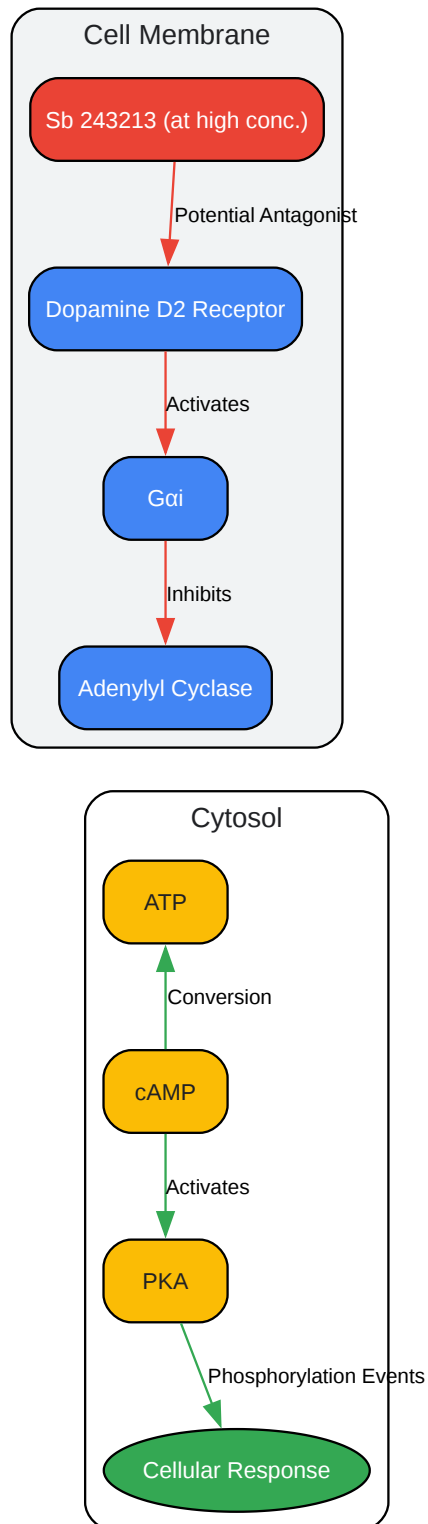 Cell Membrane
Sb 243213 (at high conc.)
Potential Antagonist
Dopamine D2 Receptor
Activates
Gαi
Inhibits
Adenylyl Cyclase
Cytosol
ATP
Conversion
cAMP
Activates
PKA
Phosphorylation Events
Cellular Response